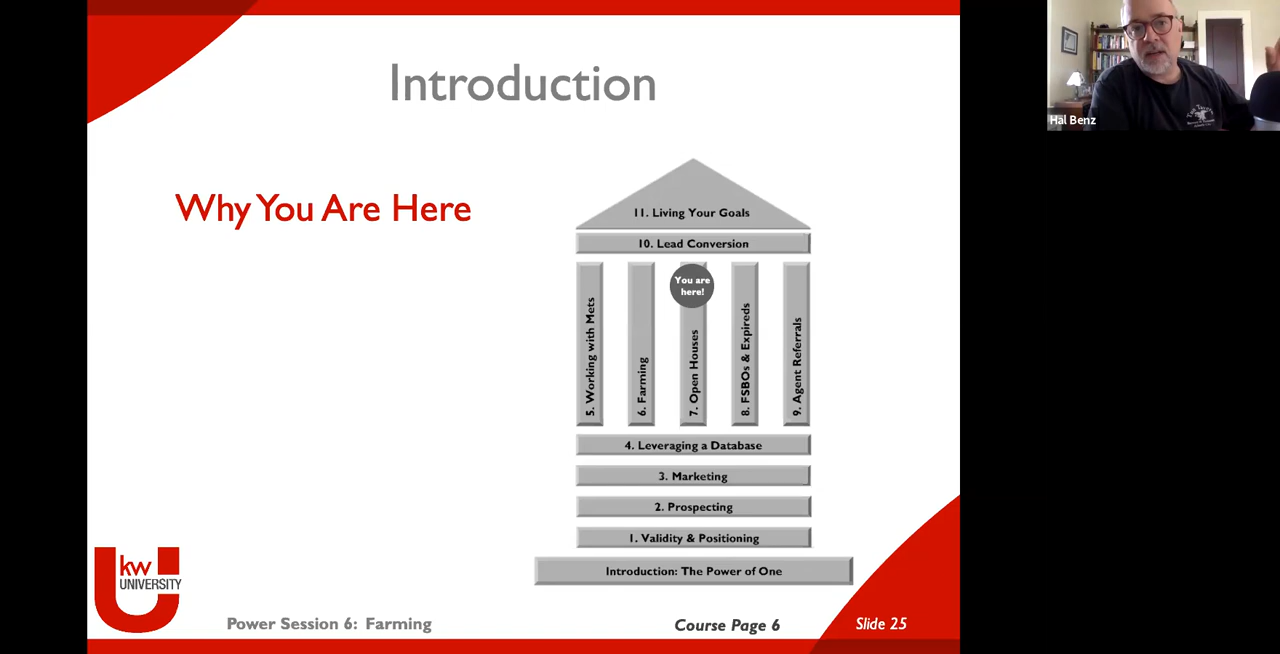 Introduction
Hal Benz
Why You Are Here
11. Living Your Goals
10. Lead Conversion
You are
here!
5. Working with Mets
6. Farming
7. Open Houses
8. FSBOs & Expireds
9. Agent Referrals
4. Leveraging a Database
3. Marketing
2. Prospecting
1. Validity & Positioning
Introduction: The Power of One
kw
UNIVERSITY
Power Session 6: Farming
Course Page 6
Slide 25